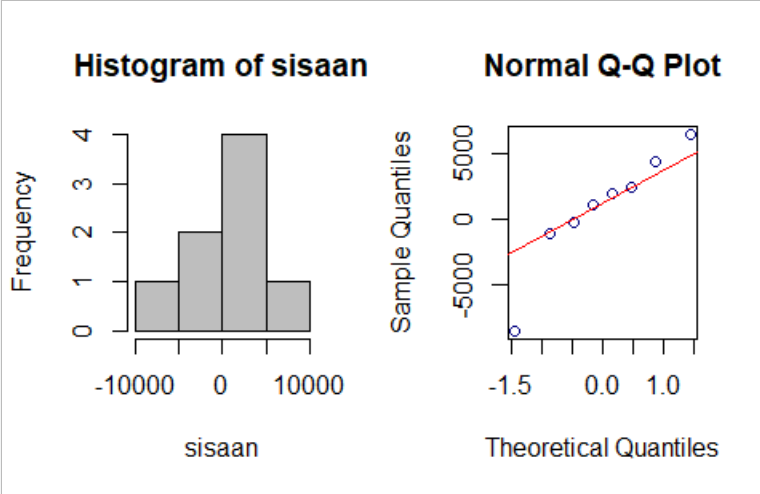 Histogram of sisaan
Frequency
0 1 2 3 4
-10000 0 10000
sisaan
Normal Q-Q Plot
Sample Quantiles
-5000 0 5000
-1.5 0.0 1.0
Theoretical Quantiles